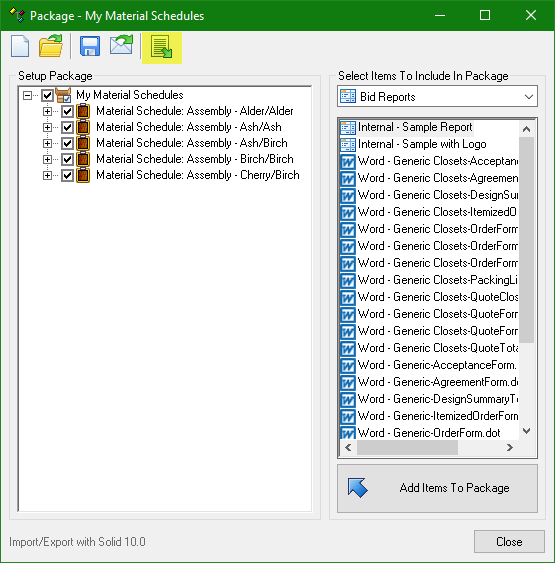 Package - My Material Schedules
Setup Package
My Material Schedules
Material Schedule: Assembly - Alder/Alder
Material Schedule: Assembly - Ash/Ash
Material Schedule: Assembly - Ash/Birch
Material Schedule: Assembly - Birch/Birch
Material Schedule: Assembly - Cherry/Birch
Select Items To Include In Package
Bid Reports
Internal - Sample Report
Internal - Sample with Logo
Word - Generic Closets-Acceptanc
Word - Generic Closets-Agreemen
Word - Generic Closets-DesignSum
Word - Generic Closets-ItemizedO
Word - Generic Closets-OrderForm
Word - Generic Closets-OrderForm
Word - Generic Closets-OrderForm
Word - Generic Closets-PackingLi
Word - Generic Closets-QuoteClos
Word - Generic Closets-QuoteForm
Word - Generic Closets-QuoteForm
Word - Generic Closets-QuoteTota
Word - Generic-AcceptanceForm.
Word - Generic-AgreementForm.do
Word - Generic-DesignSummaryTo
Word - Generic-ItemizedOrderForm
Word - Generic-OrderForm.dot
Add Items To Package
Import/Export with Solid 10.0
Close